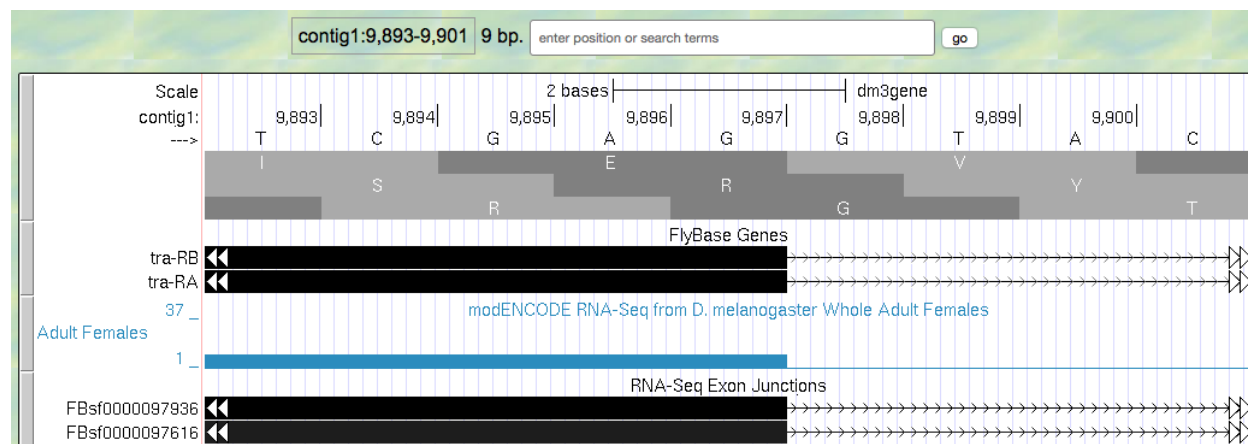 contig1:9,893-9,901 9 bp. enter position or search terms go
Scale 2 bases dm3gene
contig1: 9,893 9,894 9,895 9,896 9,897 9,898 9,899 9,900
---> T C G A G G T A C
I E V
S R Y
R G T
FlyBase Genes
tra-RB
tra-RA
37 _ modENCODE RNA-Seq from D. melanogaster Whole Adult Females
Adult Females
1 _
RNA-Seq Exon Junctions
FBsf0000097936
FBsf0000097616